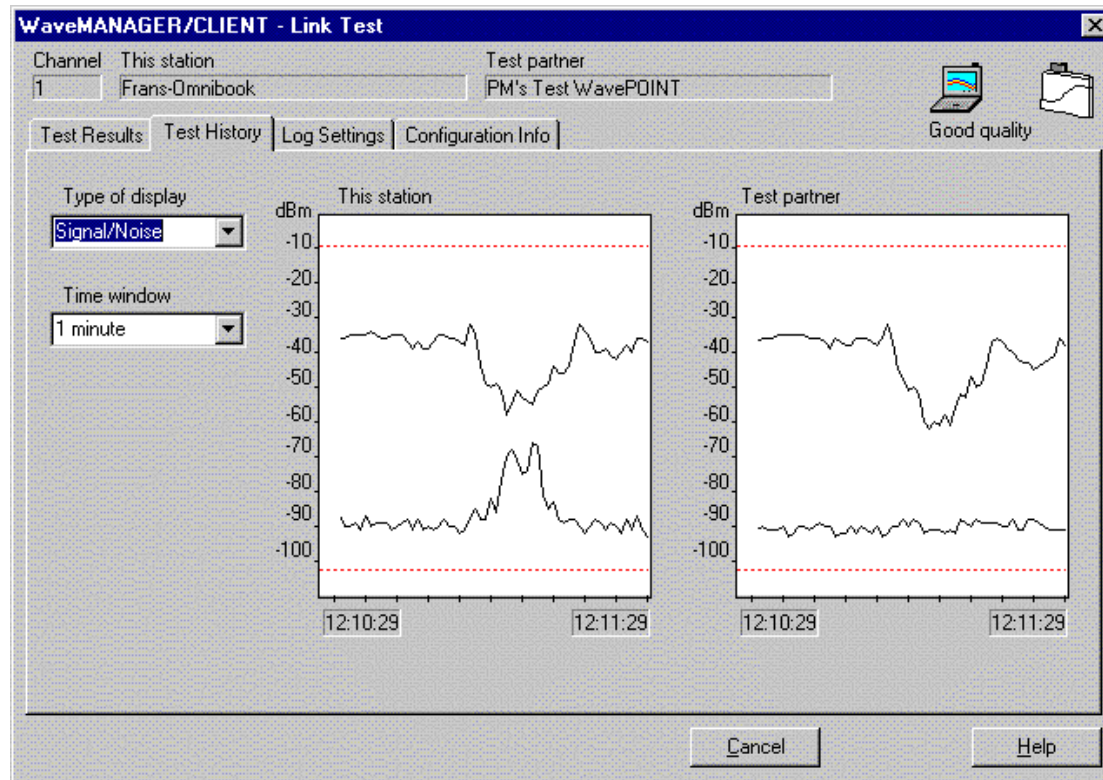 WaveMANAGER/CLIENT - Link Test
Channel This station Test partner
1 Frans-Omnibook PM's Test WavePOINT
Good quality
Test Results Test History Log Settings Configuration Info
Type of display
Signal/Noise
Time window
1 minute
This station
dBm
-10
-20
-30
-40
-50
-60
-70
-80
-90
-100
12:10:29 12:11:29
Test partner
dBm
-10
-20
-30
-40
-50
-60
-70
-80
-90
-100
12:10:29 12:11:29
Cancel Help